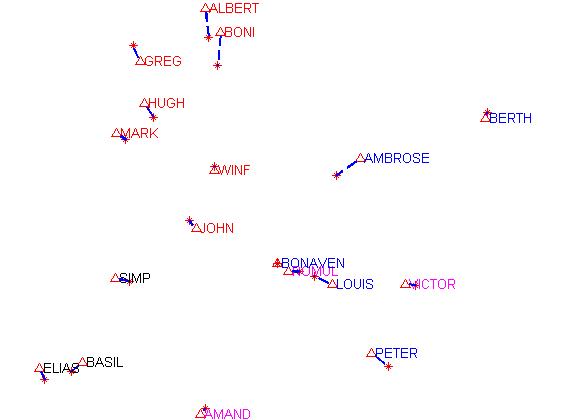 ALBERT
BONI
GREG
HUGH
BERTH
MARK
AMBROSE
WINF
JOHN
BONAVEN
ROMUL
SIMP
LOUIS
VICTOR
PETER
BASIL
ELIAS
AMAND